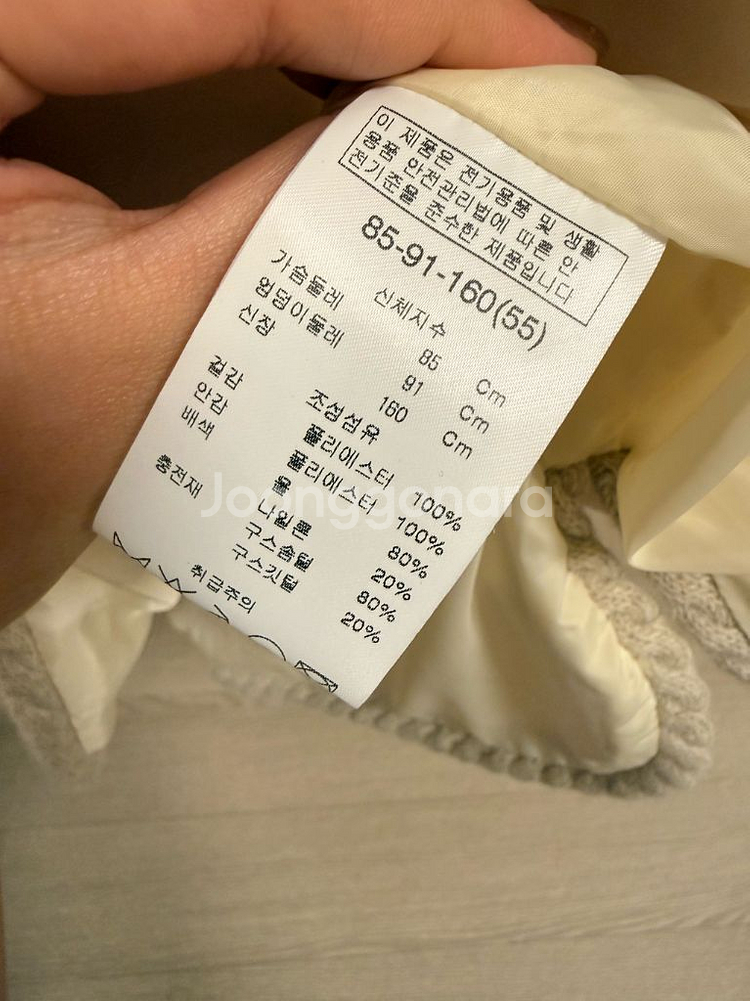 이 제품은 전기용품 및 생활
용품 안전관리법에 따른 안
전기준을 준수한 제품입니다
85-91-160(55)
신체지수
가슴둘레 85 Cm
엉덩이둘레 91 Cm
신장 160 Cm
조성섬유
겉감 폴리에스터 100%
안감 폴리에스터 100%
배색 울 80%
나일론 20%
충전재 구스솜털 80%
구스깃털 20%
취급주의
Joonggonara